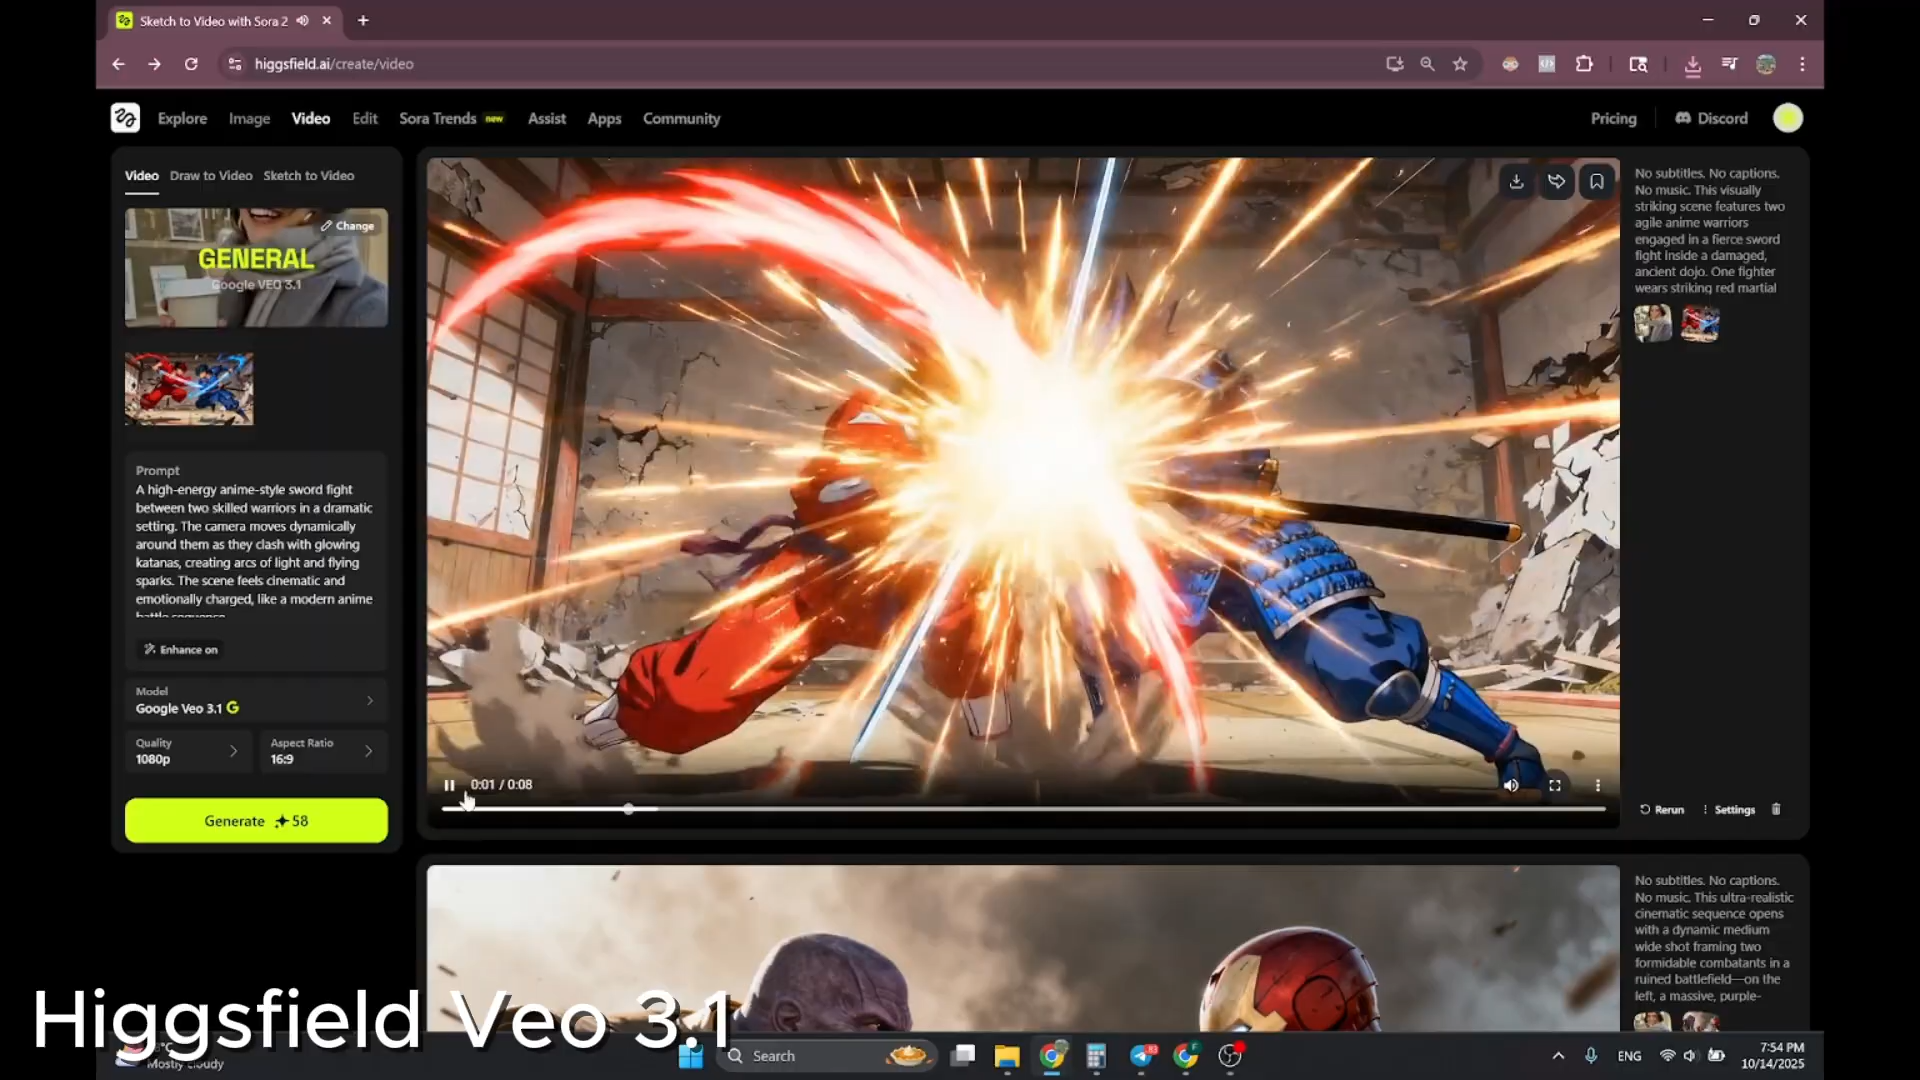 Sketch to Video with Sora 2
higgsfield.ai/create/video
Explore
Image
Video
Edit
Sora Trends new
Assist
Apps
Community
Pricing
Discord
Video
Draw to Video
Sketch to Video
Change
GENERAL
Google VEO 3.1
Prompt
A high-energy anime-style sword fight
between two skilled warriors in a dramatic
setting. The camera moves dynamically
around them as they clash with glowing
katanas, creating arcs of light and flying
sparks. The scene feels cinematic and
emotionally charged, like a modern anime
battle sequence
Enhance on
Model
Google Veo 3.1 G
Quality
1080p
Aspect Ratio
16:9
Generate 58
0:01 / 0:08
No subtitles. No captions.
No music. This visually
striking scene features two
agile anime warriors
engaged in a fierce sword
fight inside a damaged,
ancient dojo. One fighter
wears striking red martial
Rerun
Settings
No subtitles. No captions.
No music. This ultra-realistic
cinematic sequence opens
with a dynamic medium
wide shot framing two
formidable combatants in a
ruined battlefield—on the
left, a massive, purple-
Higgsfield Veo 3.1
Mostly cloudy
Search
ENG
7:54 PM
10/14/2025